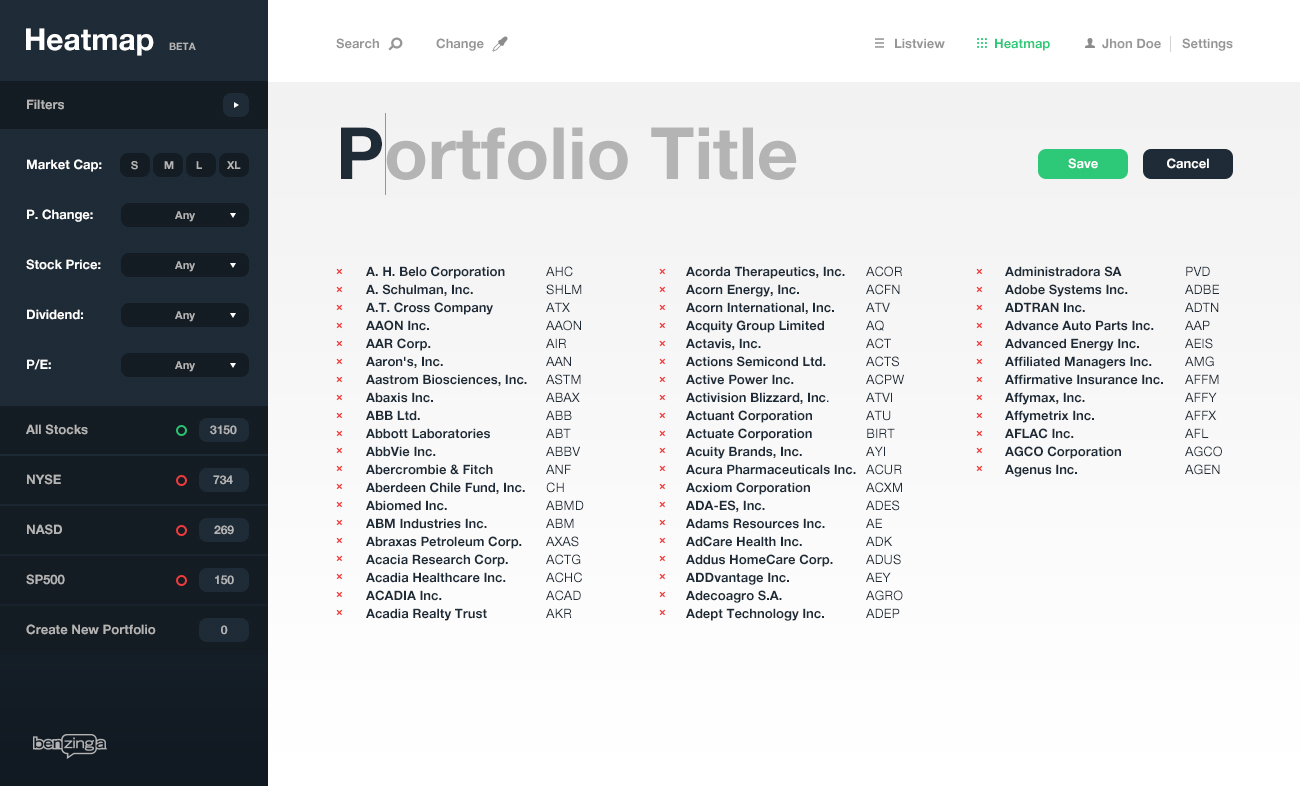 Heatmap BETA
Filters
Market Cap: S M L XL
P. Change: Any
Stock Price: Any
Dividend: Any
P/E: Any
All Stocks 3150
NYSE 734
NASD 269
SP500 150
Create New Portfolio 0
benzinga
Search Change Listview Heatmap Jhon Doe Settings
Portfolio Title
Save Cancel
× A. H. Belo Corporation AHC
× A. Schulman, Inc. SHLM
× A.T. Cross Company ATX
× AAON Inc. AAON
× AAR Corp. AIR
× Aaron's, Inc. AAN
× Aastrom Biosciences, Inc. ASTM
× Abaxis Inc. ABAX
× ABB Ltd. ABB
× Abbott Laboratories ABT
× AbbVie Inc. ABBV
× Abercrombie & Fitch ANF
× Aberdeen Chile Fund, Inc. CH
× Abiomed Inc. ABMD
× ABM Industries Inc. ABM
× Abraxas Petroleum Corp. AXAS
× Acacia Research Corp. ACTG
× Acadia Healthcare Inc. ACHC
× ACADIA Inc. ACAD
× Acadia Realty Trust AKR
× Acorda Therapeutics, Inc. ACOR
× Acorn Energy, Inc. ACFN
× Acorn International, Inc. ATV
× Acquity Group Limited AQ
× Actavis, Inc. ACT
× Actions Semicond Ltd. ACTS
× Active Power Inc. ACPW
× Activision Blizzard, Inc. ATVI
× Actuant Corporation ATU
× Actuate Corporation BIRT
× Acuity Brands, Inc. AYI
× Acura Pharmaceuticals Inc. ACUR
× Acxiom Corporation ACXM
× ADA-ES, Inc. ADES
× Adams Resources Inc. AE
× AdCare Health Inc. ADK
× Addus HomeCare Corp. ADUS
× ADDvantage Inc. AEY
× Adecoagro S.A. AGRO
× Adept Technology Inc. ADEP
× Administradora SA PVD
× Adobe Systems Inc. ADBE
× ADTRAN Inc. ADTN
× Advance Auto Parts Inc. AAP
× Advanced Energy Inc. AEIS
× Affiliated Managers Inc. AMG
× Affirmative Insurance Inc. AFFM
× Affymax, Inc. AFFY
× Affymetrix Inc. AFFX
× AFLAC Inc. AFL
× AGCO Corporation AGCO
× Agenus Inc. AGEN